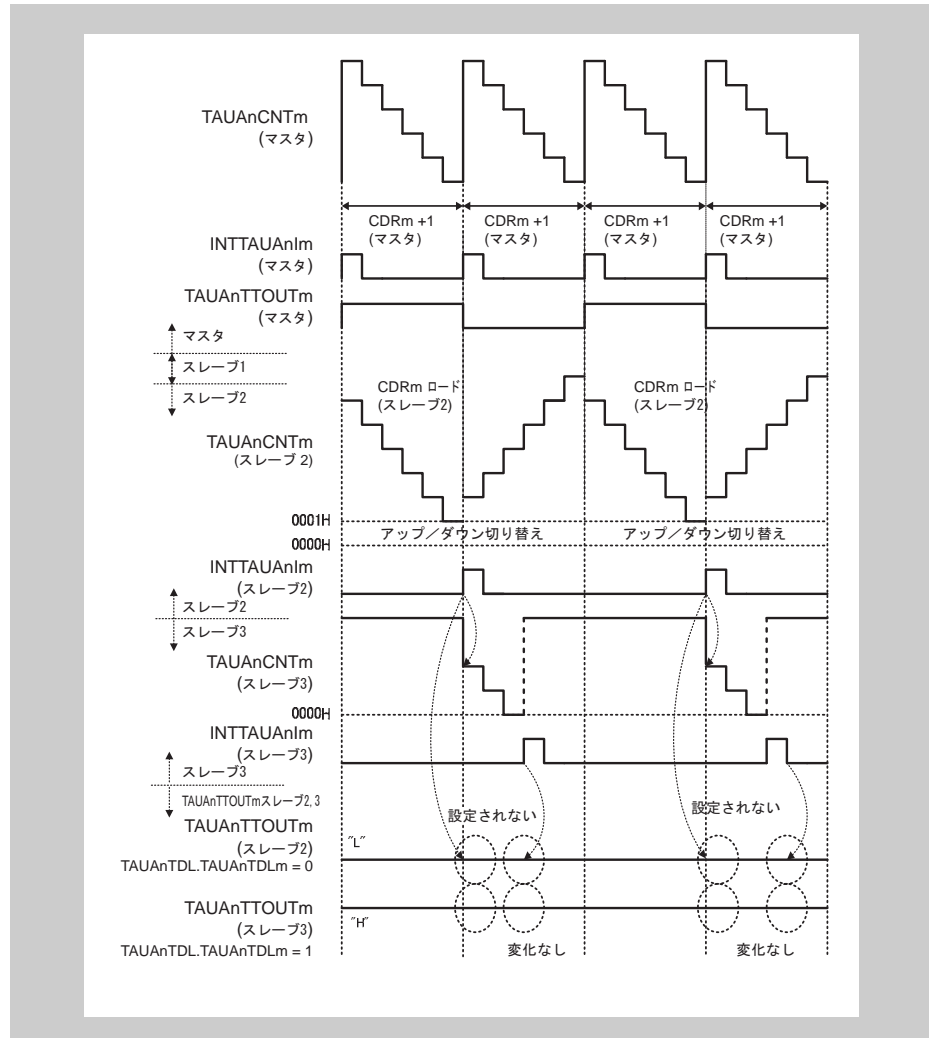 TAUAnCNTm
(マスタ)
CDRm +1
(マスタ)
CDRm +1
(マスタ)
CDRm +1
(マスタ)
CDRm +1
(マスタ)
INTTAUAnIm
(マスタ)
TAUAnTTOUTm
(マスタ)
マスタ
スレーブ1
スレーブ2
CDRm ロード
(スレーブ2)
CDRm ロード
(スレーブ2)
TAUAnCNTm
(スレーブ 2)
0001H
アップ／ダウン切り替え
アップ／ダウン切り替え
0000H
INTTAUAnIm
(スレーブ2)
スレーブ2
スレーブ3
TAUAnCNTm
(スレーブ3)
0000H
INTTAUAnIm
(スレーブ3)
スレーブ3
TAUAnTTOUTmスレーブ2, 3
設定されない
設定されない
TAUAnTTOUTm
(スレーブ2)
TAUAnTDL.TAUAnTDLm = 0
"L"
TAUAnTTOUTm
(スレーブ3)
TAUAnTDL.TAUAnTDLm = 1
"H"
変化なし
変化なし